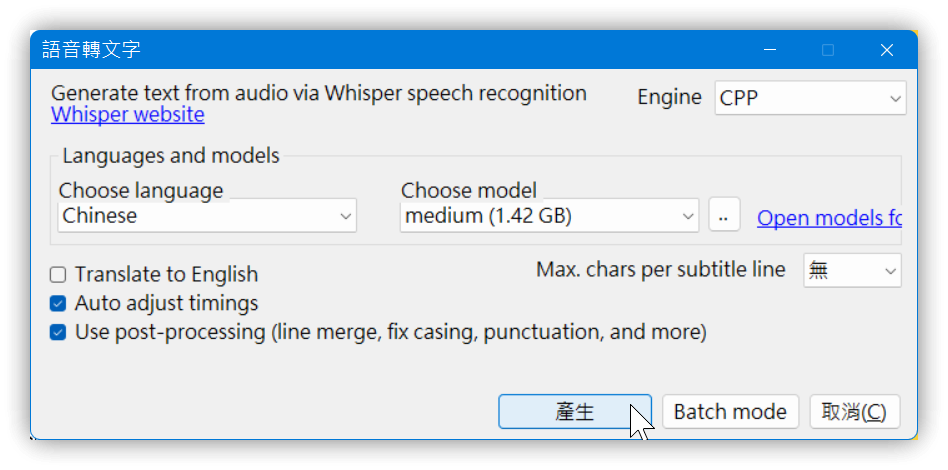 語音轉文字
Generate text from audio via Whisper speech recognition
Whisper website
Engine CPP
Languages and models
Choose language
Chinese
Choose model
medium (1.42 GB)
..
Open models fo
Translate to English
Max. chars per subtitle line 無
Auto adjust timings
Use post-processing (line merge, fix casing, punctuation, and more)
產生 Batch mode 取消(C)